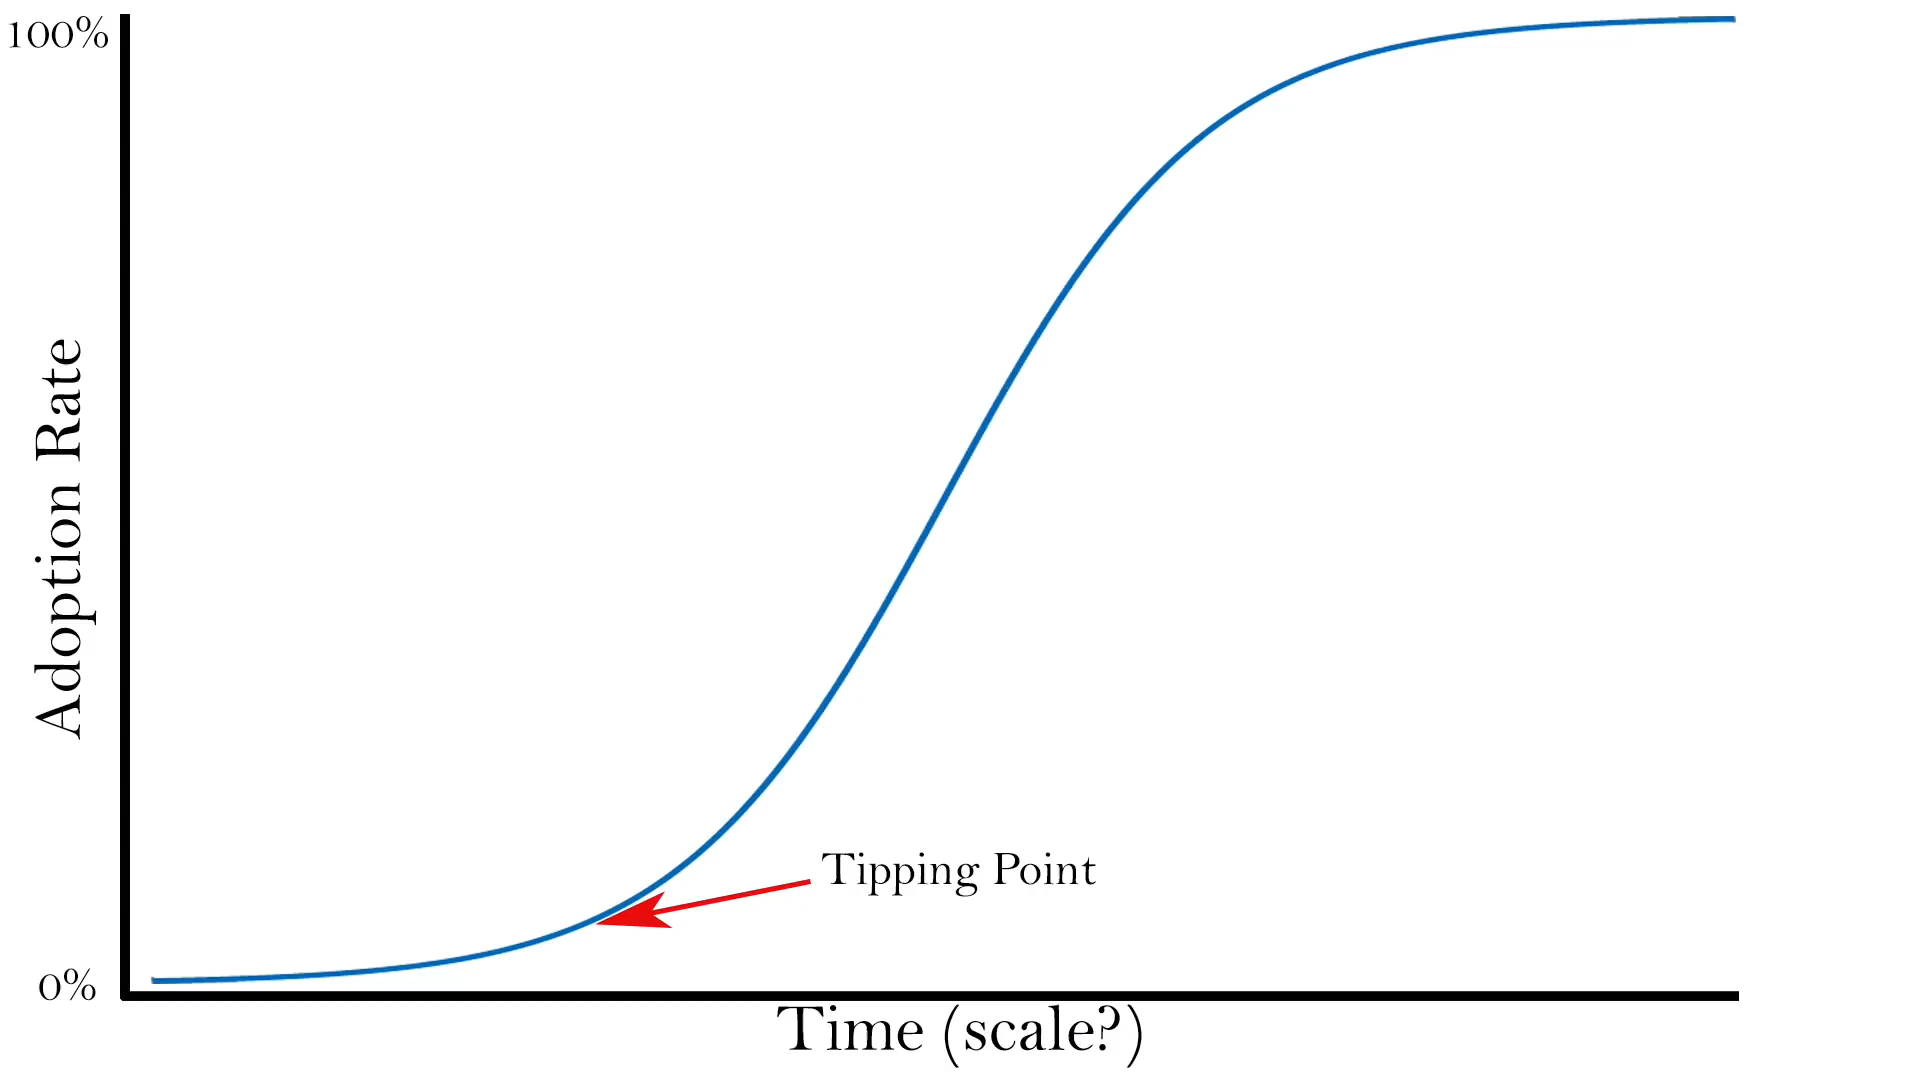 100%
Adoption Rate
Tipping Point
0%
Time (scale?)